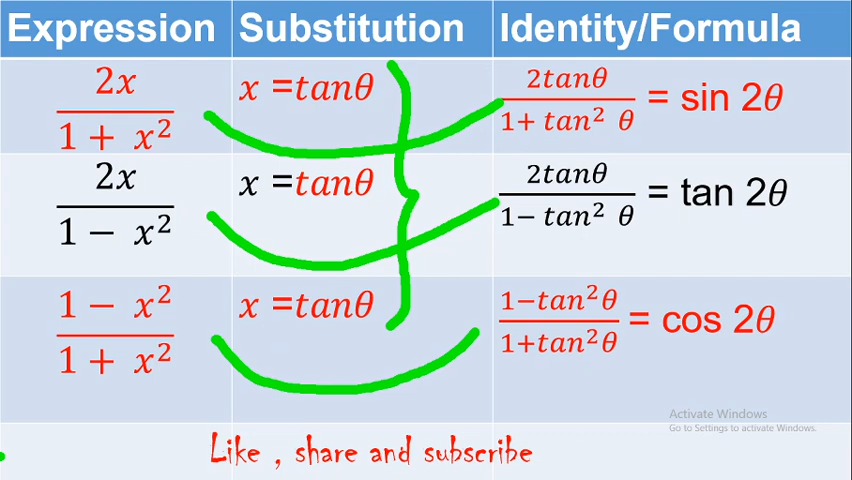 Expression Substitution Identity/Formula
2x/(1 + x²) x =tanθ 2tanθ/(1+ tan² θ) = sin 2θ
2x/(1 − x²) x =tanθ 2tanθ/(1− tan² θ) = tan 2θ
(1 − x²)/(1 + x²) x =tanθ (1−tan²θ)/(1+tan²θ) = cos 2θ
Activate Windows
Go to Settings to activate Windows.
Like , share and subscribe